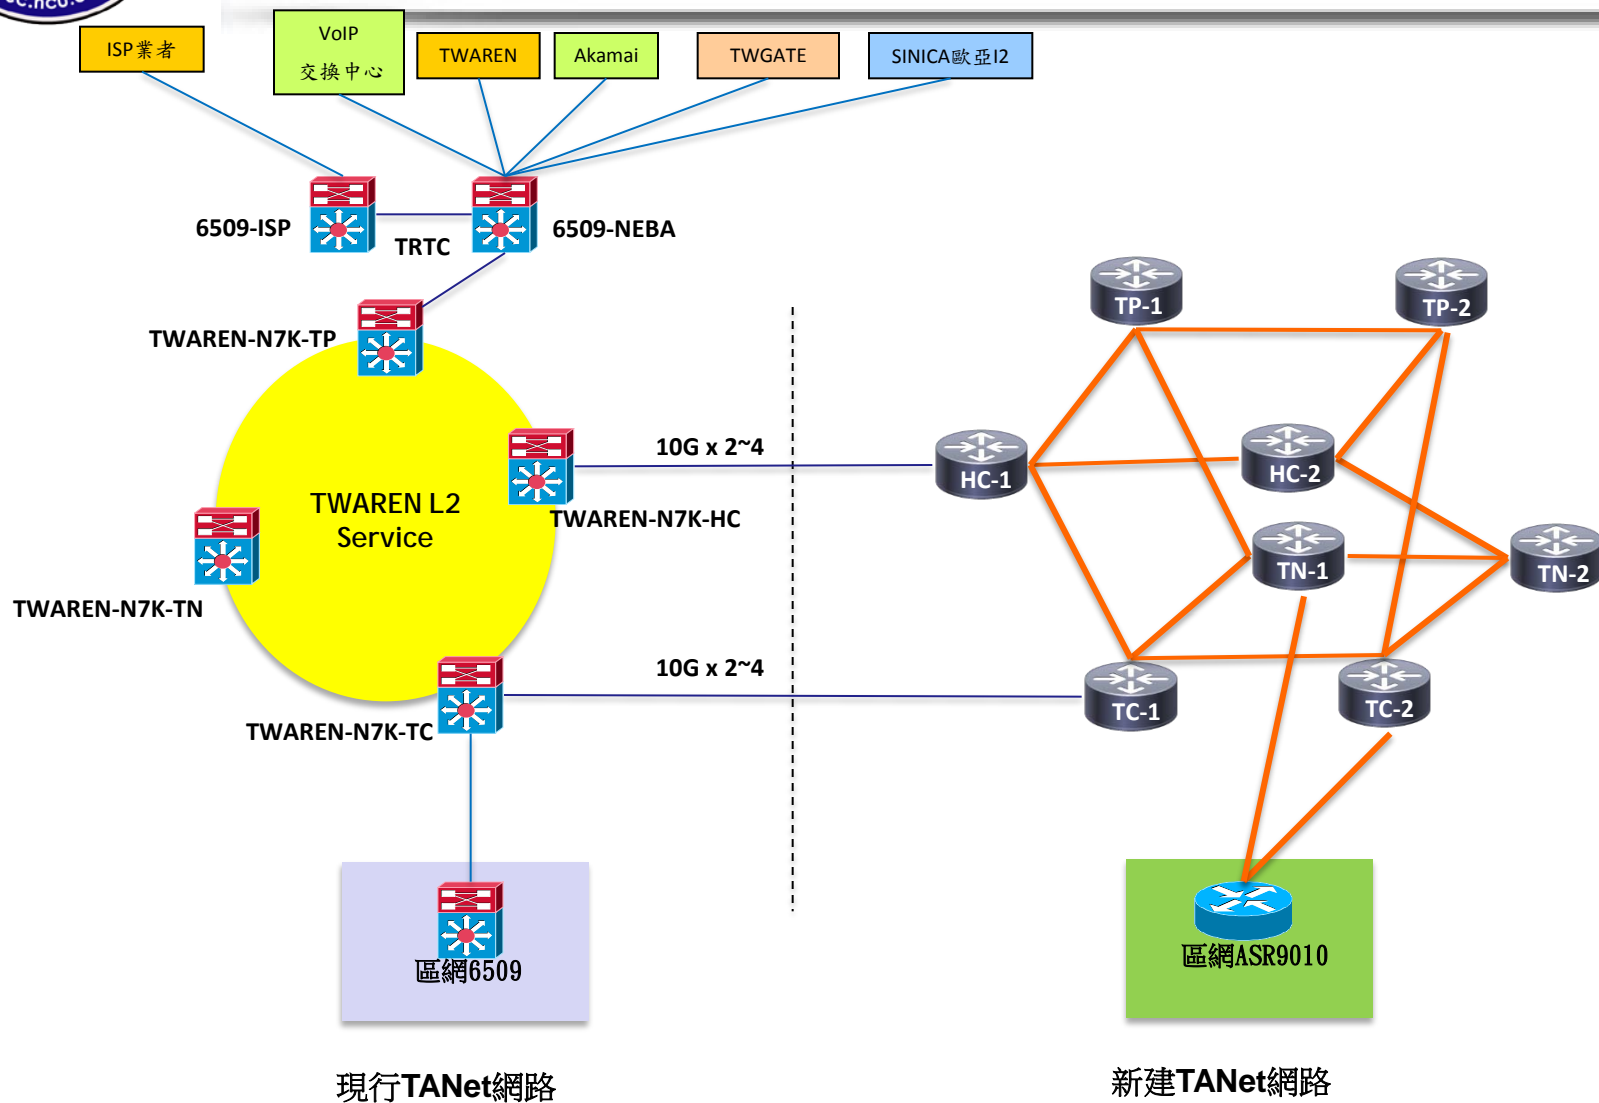 c.ncu.
ISP業者
VoIP
交換中心
TWAREN
Akamai
TWGATE
SINICA歐亞I2
6509-ISP
TRTC
6509-NEBA
TWAREN-N7K-TP
TP-1
TP-2
10G x 2~4
HC-1
HC-2
TWAREN L2
Service
TWAREN-N7K-HC
TN-1
TN-2
TWAREN-N7K-TN
10G x 2~4
TC-1
TC-2
TWAREN-N7K-TC
區網6509
區網ASR9010
現行TANet網路
新建TANet網路